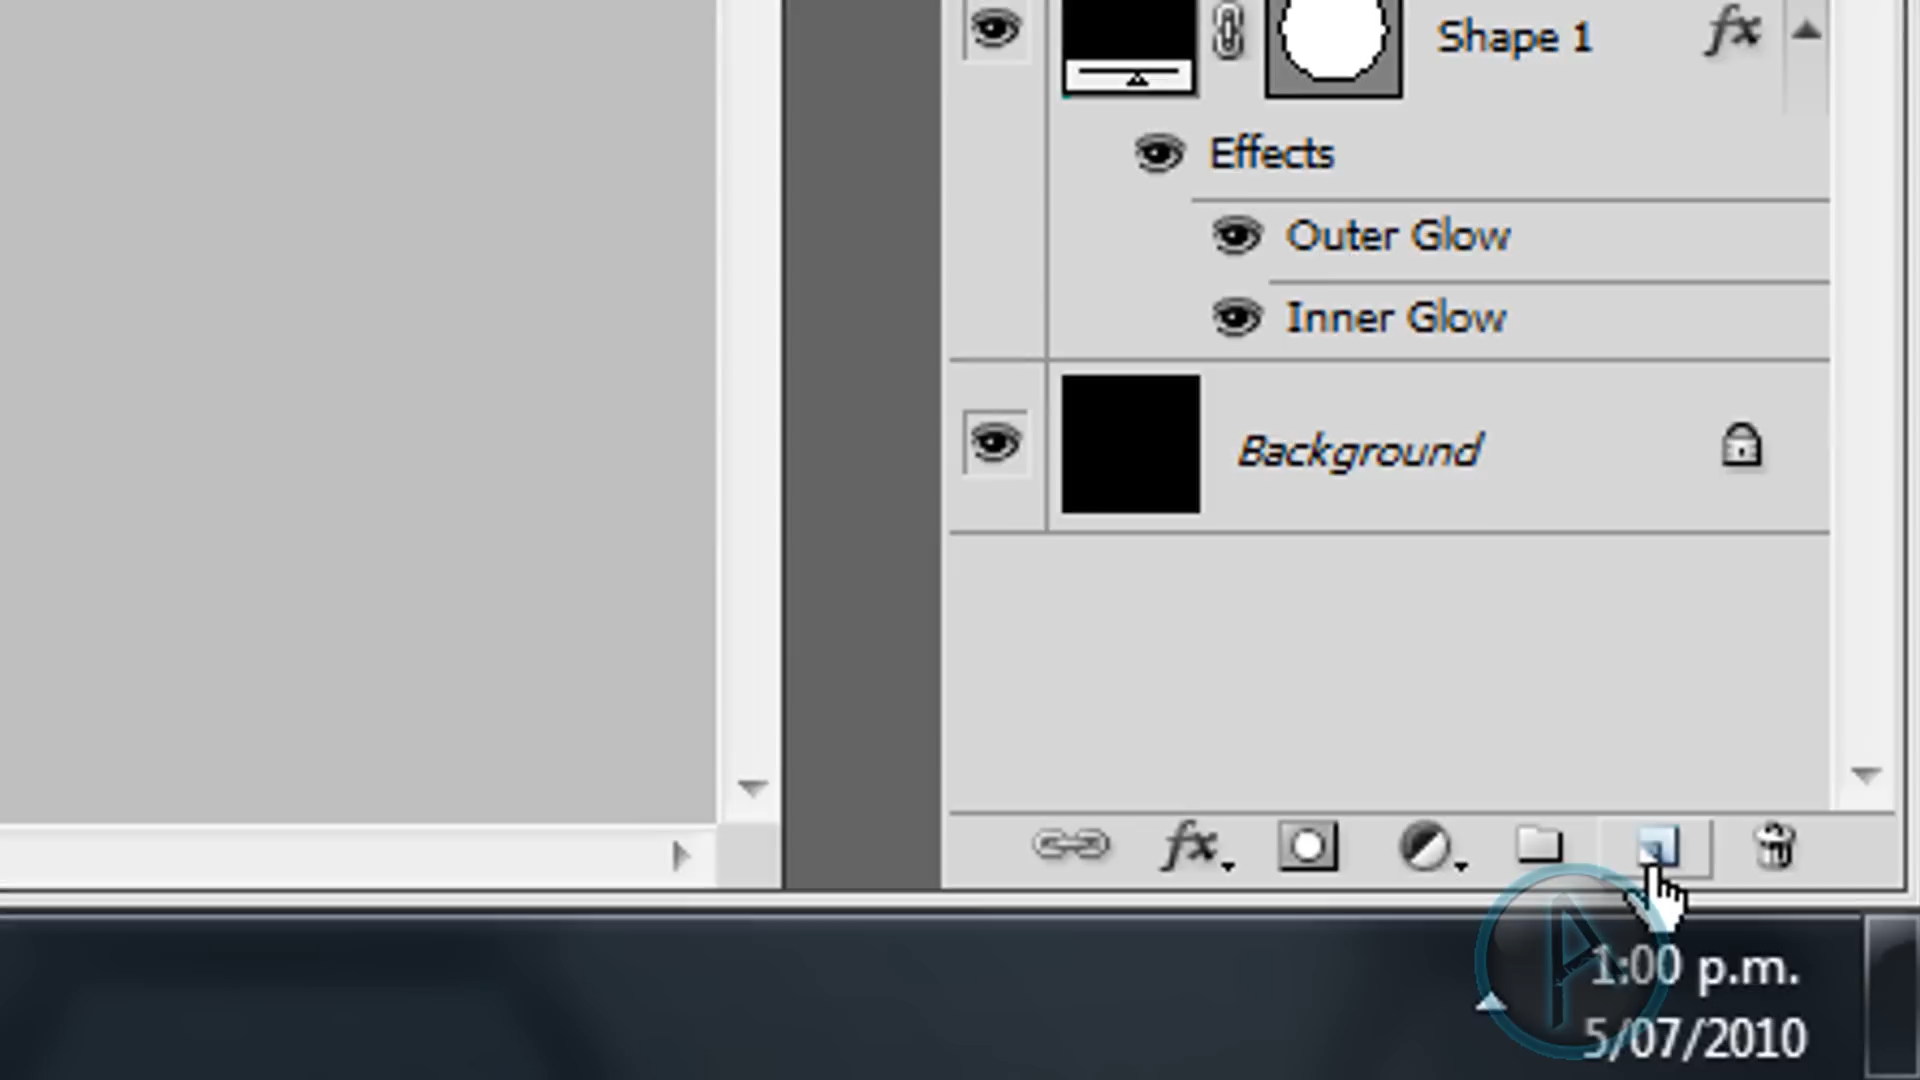 Shape 1 fx
Effects
Outer Glow
Inner Glow
Background
fx
1:00 p.m.
5/07/2010